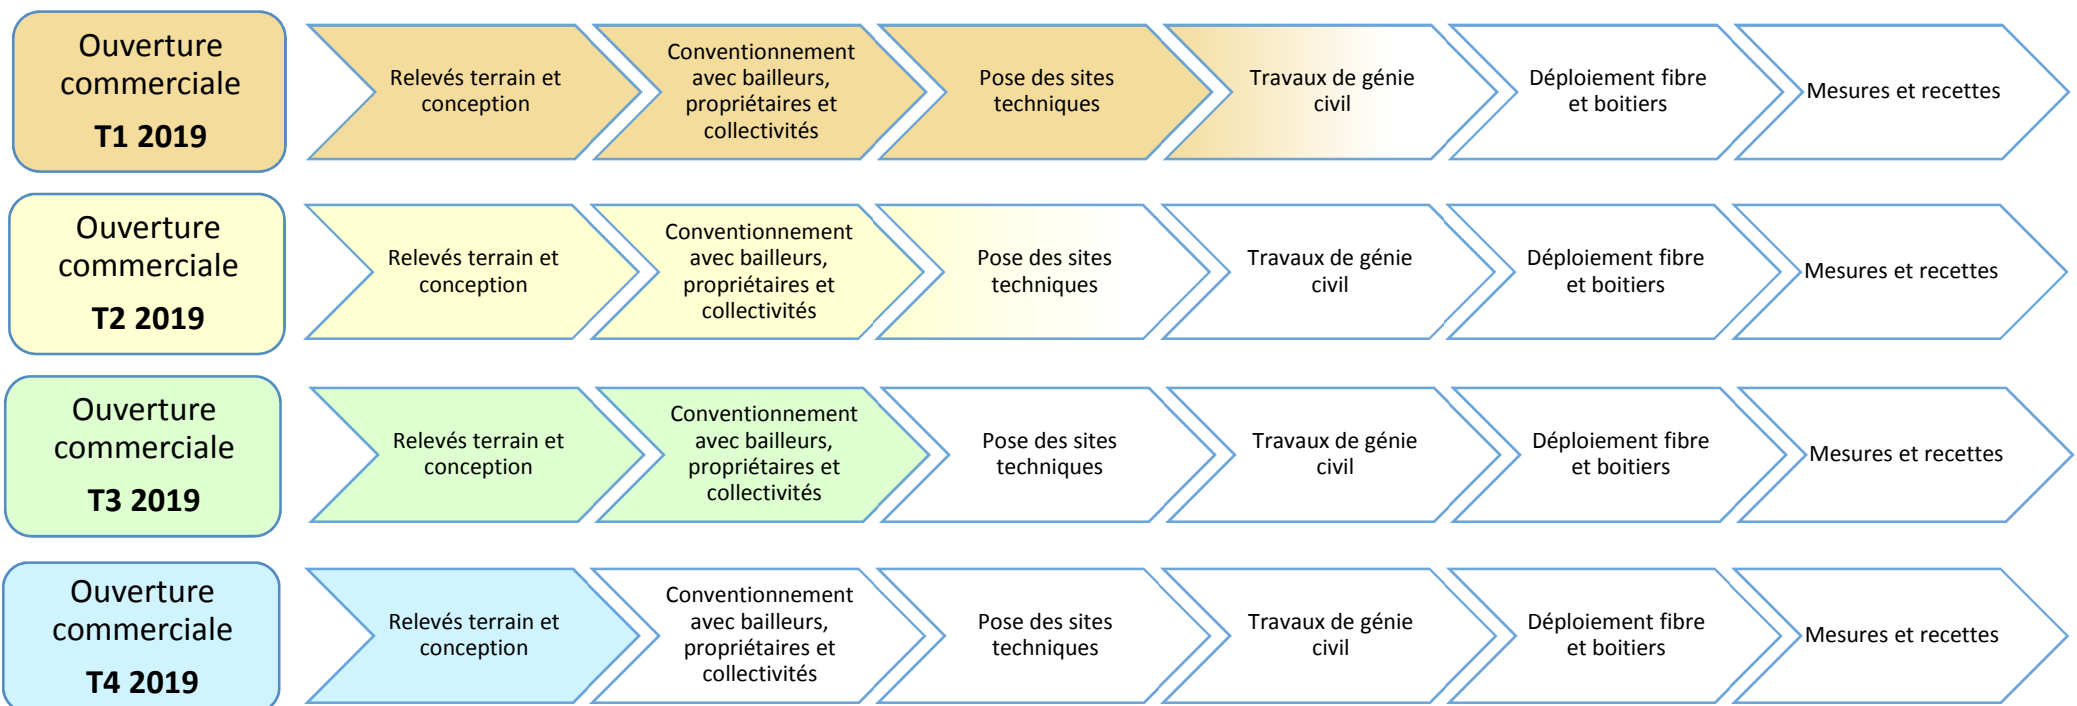 Ouverture
commerciale
T1 2019
Relevés terrain et
conception
Conventionnement
avec bailleurs,
propriétaires et
collectivités
Pose des sites
techniques
Travaux de génie
civil
Déploiement fibre
et boitiers
Mesures et recettes
Ouverture
commerciale
T2 2019
Relevés terrain et
conception
Conventionnement
avec bailleurs,
propriétaires et
collectivités
Pose des sites
techniques
Travaux de génie
civil
Déploiement fibre
et boitiers
Mesures et recettes
Ouverture
commerciale
T3 2019
Relevés terrain et
conception
Conventionnement
avec bailleurs,
propriétaires et
collectivités
Pose des sites
techniques
Travaux de génie
civil
Déploiement fibre
et boitiers
Mesures et recettes
Ouverture
commerciale
T4 2019
Relevés terrain et
conception
Conventionnement
avec bailleurs,
propriétaires et
collectivités
Pose des sites
techniques
Travaux de génie
civil
Déploiement fibre
et boitiers
Mesures et recettes